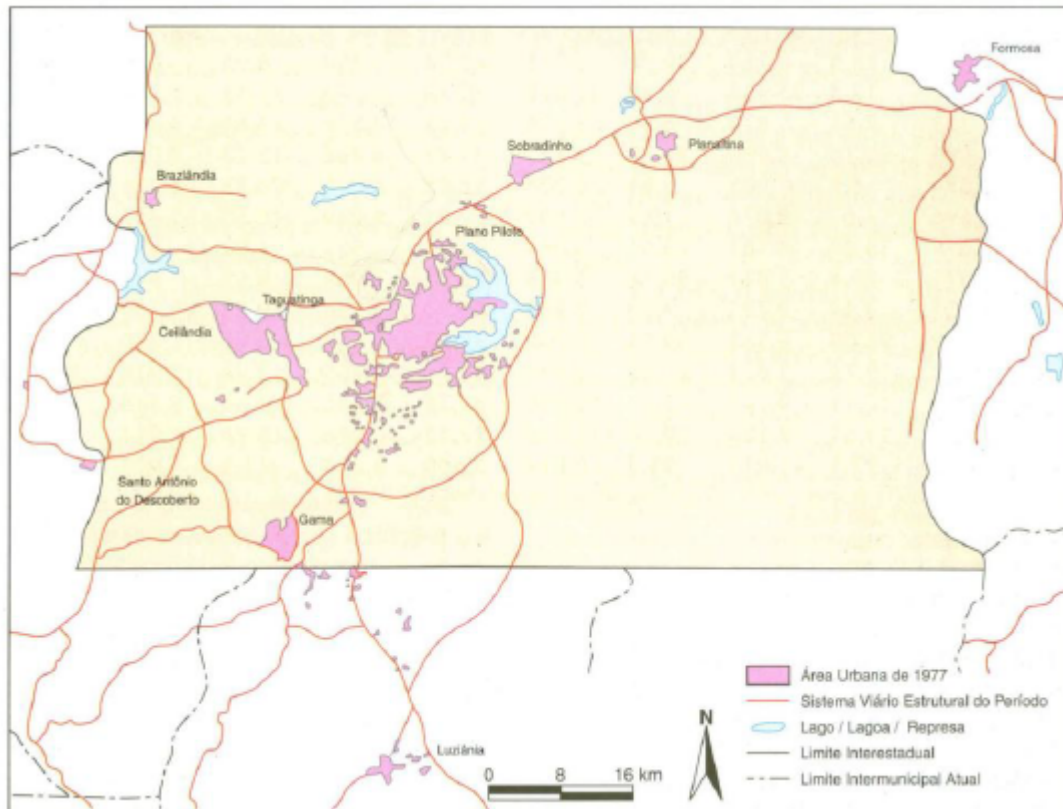 Formosa
Sobradinho
Planaltina
Brazlândia
Plano Piloto
Taguatinga
Ceilândia
Santo Antônio
do Descoberto
Gama
Luziânia
Área Urbana de 1977
Sistema Viário Estrutural do Período
Lago / Lagoa / Represa
Limite Interestadual
Limite Intermunicipal Atual
N
0 8 16 km